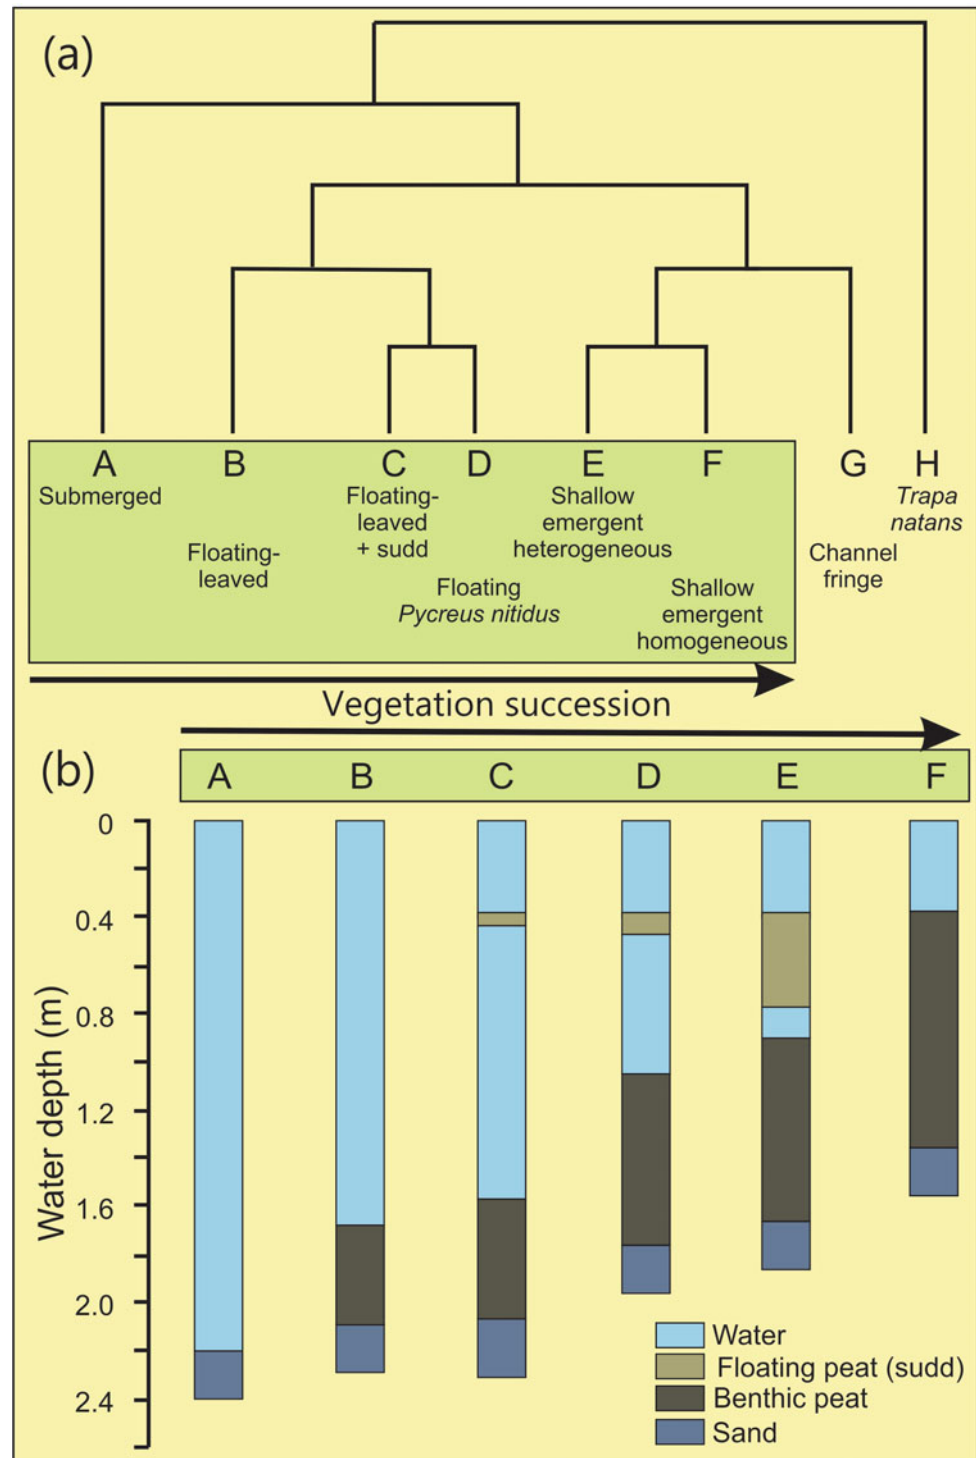 (a)
A B C D E F G H
Submerged
Floating-
leaved
Floating-
leaved
+ sudd
Floating
Pycreus nitidus
Shallow
emergent
heterogeneous
Shallow
emergent
homogeneous
Channel
fringe
Trapa
natans
Vegetation succession
(b)
A B C D E F
Water depth (m)
0
0.4
0.8
1.2
1.6
2.0
2.4
Water
Floating peat (sudd)
Benthic peat
Sand